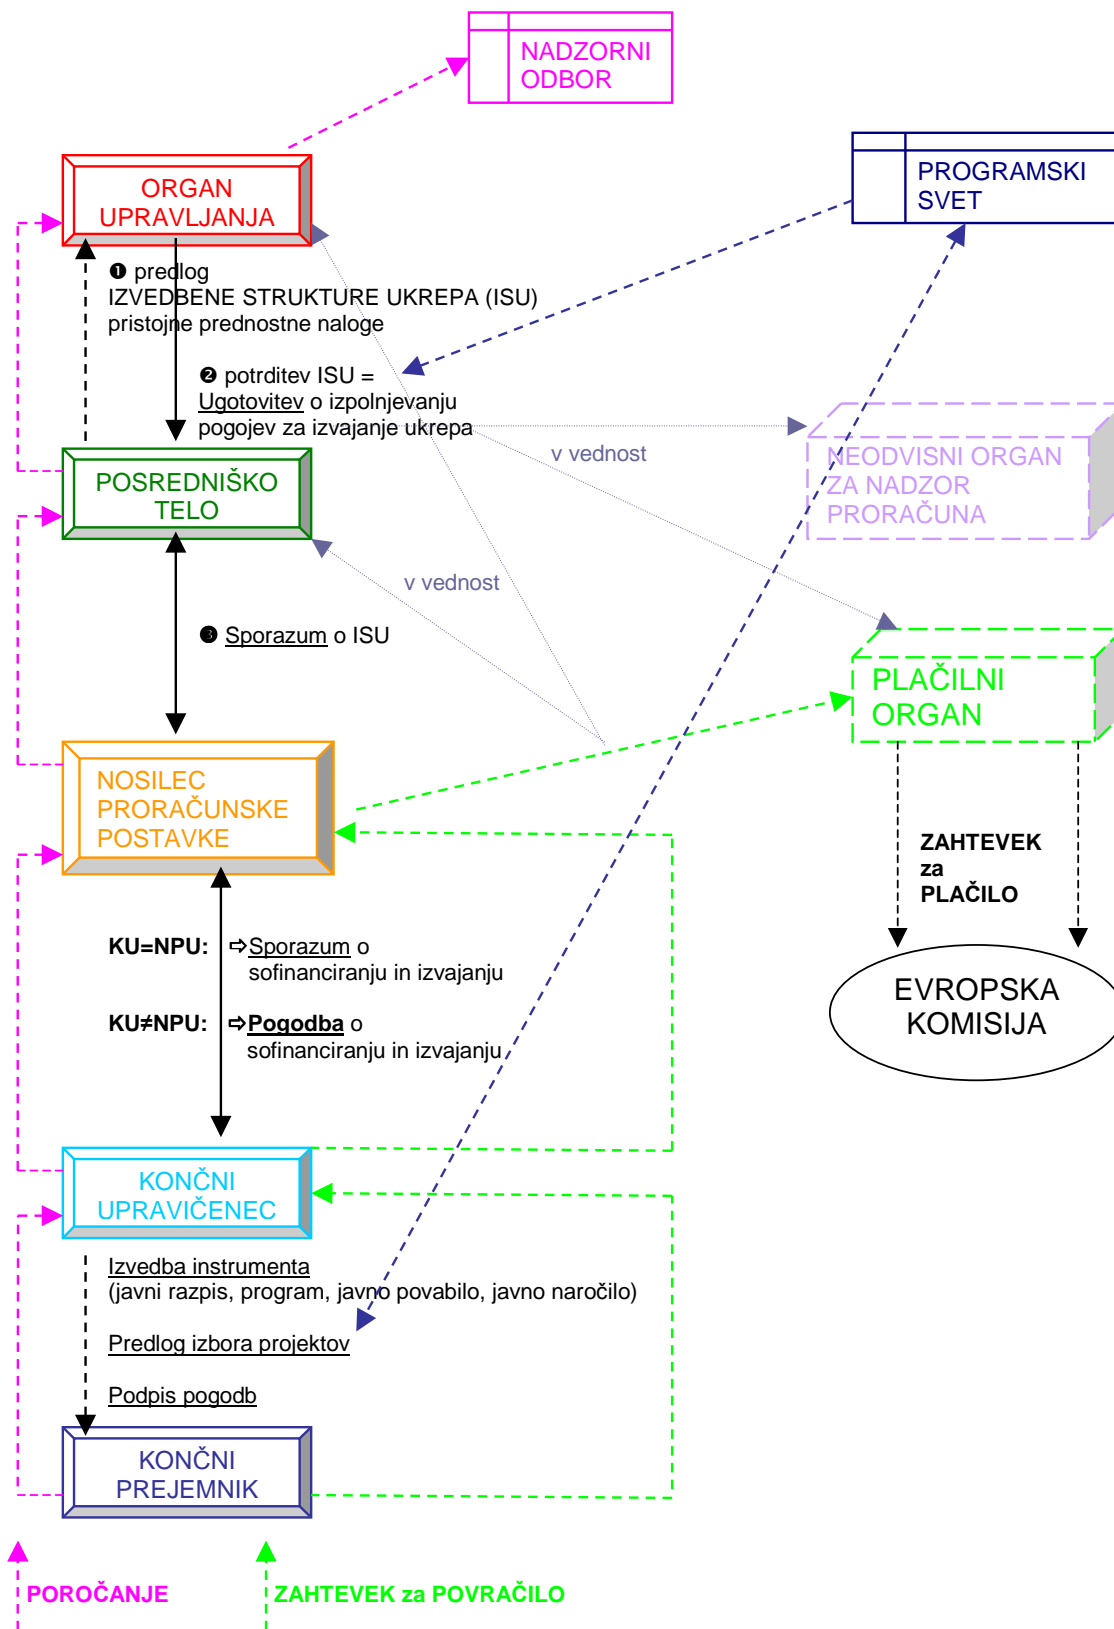 NADZORNI
ODBOR
PROGRAMSKI
SVET
ORGAN
UPRAVLJANJA
❶ predlog
IZVEDBENE STRUKTURE UKREPA (ISU)
pristojne prednostne naloge
❷ potrditev ISU =
Ugotovitev o izpolnjevanju
pogojev za izvajanje ukrepa
v vednost
NEODVISNI ORGAN
ZA NADZOR
PRORAČUNA
POSREDNIŠKO
TELO
v vednost
❸ Sporazum o ISU
PLAČILNI
ORGAN
NOSILEC
PRORAČUNSKE
POSTAVKE
ZAHTEVEK
za
PLAČILO
KU=NPU: ⇨Sporazum o
sofinanciranju in izvajanju
KU≠NPU: ⇨Pogodba o
sofinanciranju in izvajanju
EVROPSKA
KOMISIJA
KONČNI
UPRAVIČENEC
Izvedba instrumenta
(javni razpis, program, javno povabilo, javno naročilo)
Predlog izbora projektov
Podpis pogodb
KONČNI
PREJEMNIK
POROČANJE
ZAHTEVEK za POVRAČILO